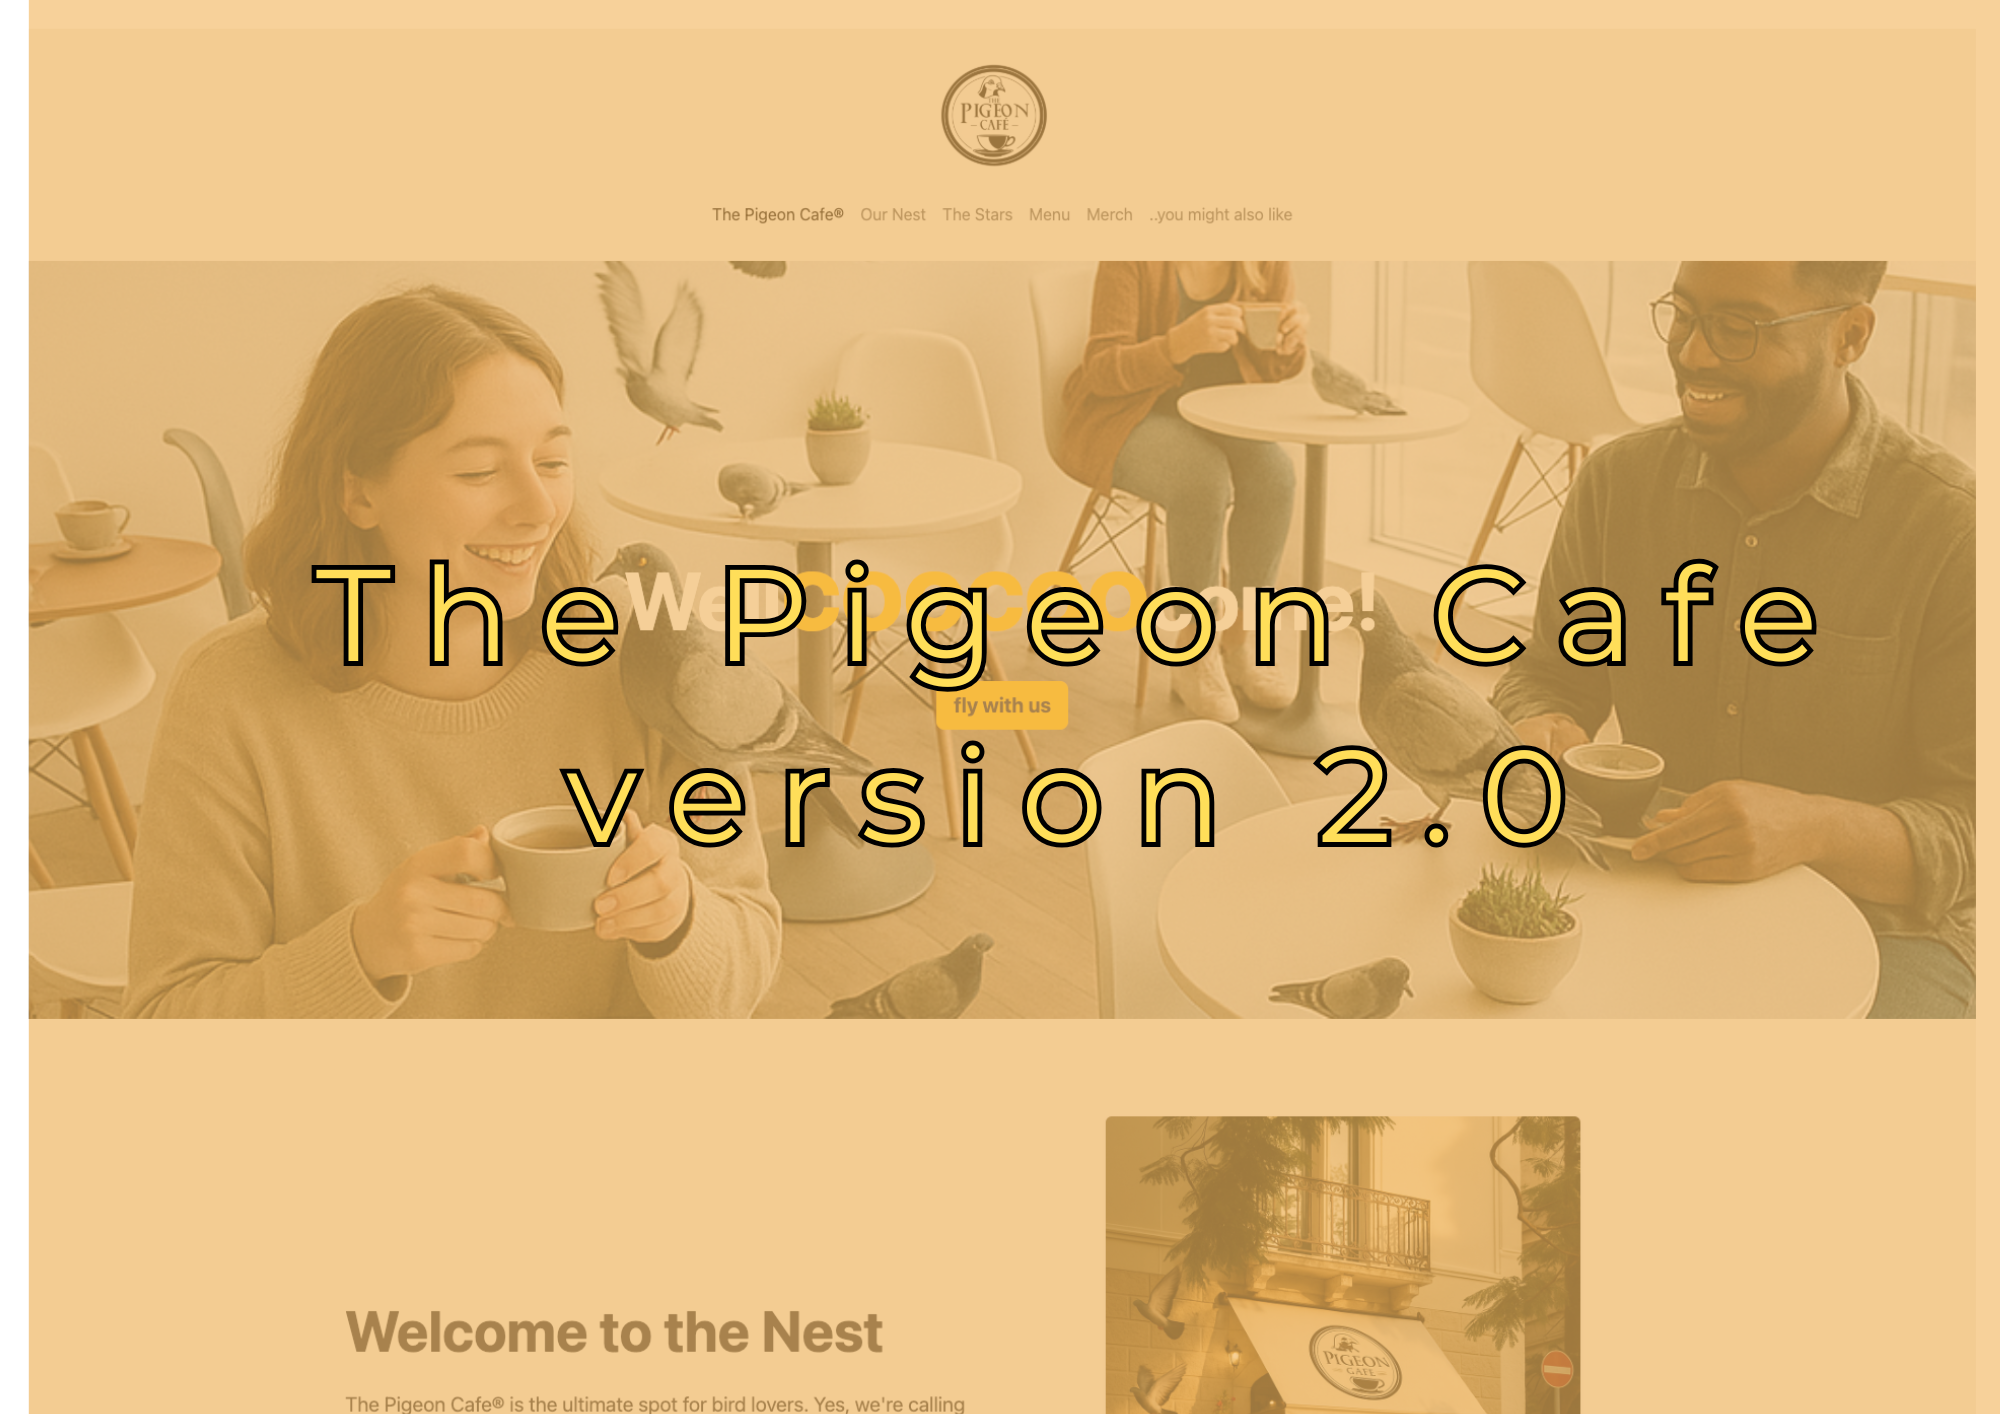 THE
PIGEON
- CAFÉ -
The Pigeon Cafe® Our Nest The Stars Menu Merch ..you might also like
WelCOOCOOcome!
The Pigeon Cafe
fly with us
version 2.0
PIGEON
CAFE
Welcome to the Nest
The Pigeon Cafe® is the ultimate spot for bird lovers. Yes, we're calling